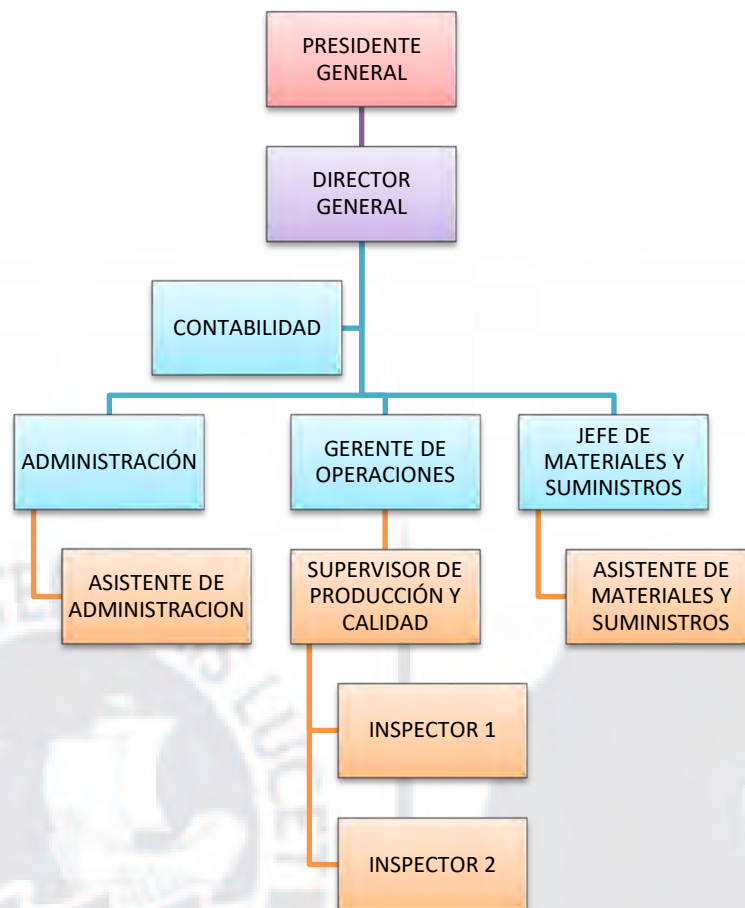 PRESIDENTE
GENERAL
DIRECTOR
GENERAL
CONTABILIDAD
ADMINISTRACIÓN
GERENTE DE
OPERACIONES
JEFE DE
MATERIALES Y
SUMINISTROS
ASISTENTE DE
ADMINISTRACION
SUPERVISOR DE
PRODUCCIÓN Y
CALIDAD
ASISTENTE DE
MATERIALES Y
SUMINISTROS
INSPECTOR 1
INSPECTOR 2